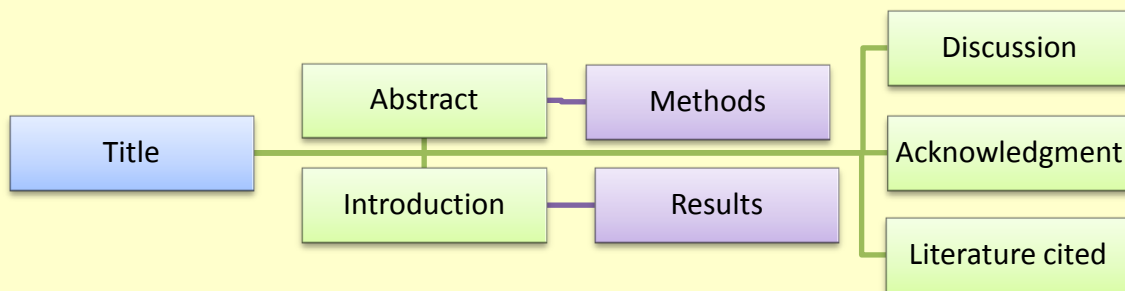 Title
Abstract
Methods
Introduction
Results
Discussion
Acknowledgment
Literature cited